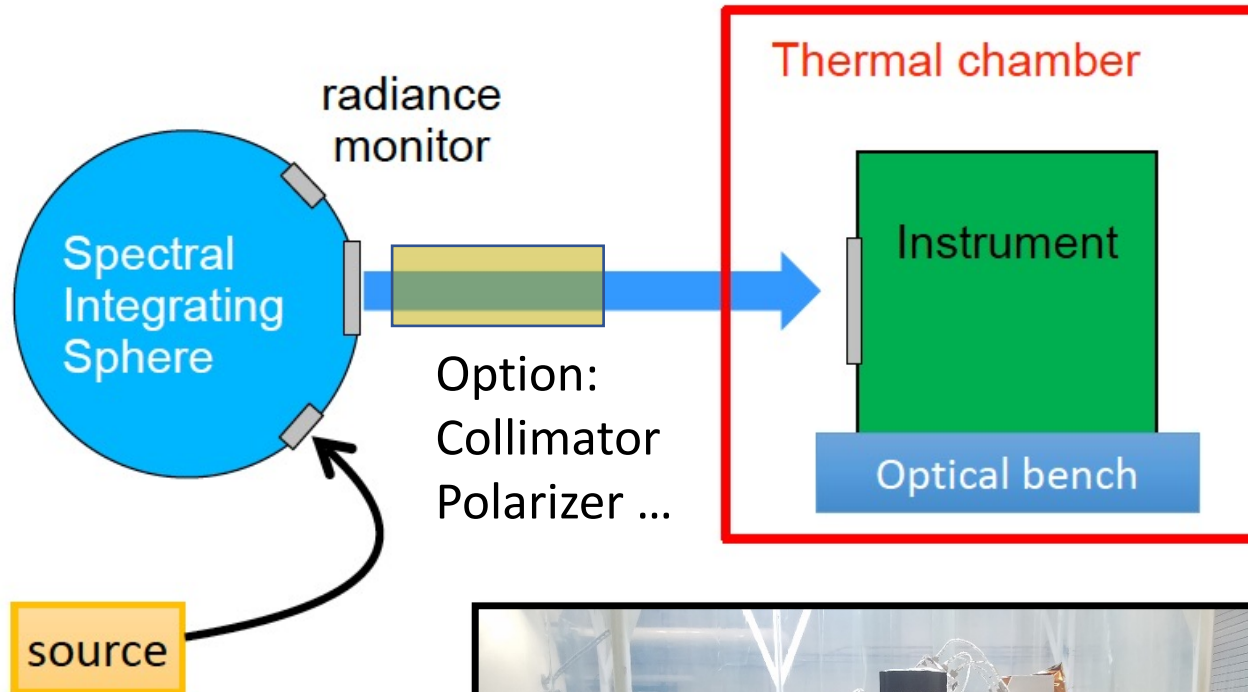 Thermal chamber
radiance
monitor
Spectral
Integrating
Sphere
Instrument
Option:
Collimator
Polarizer ...
Optical bench
source